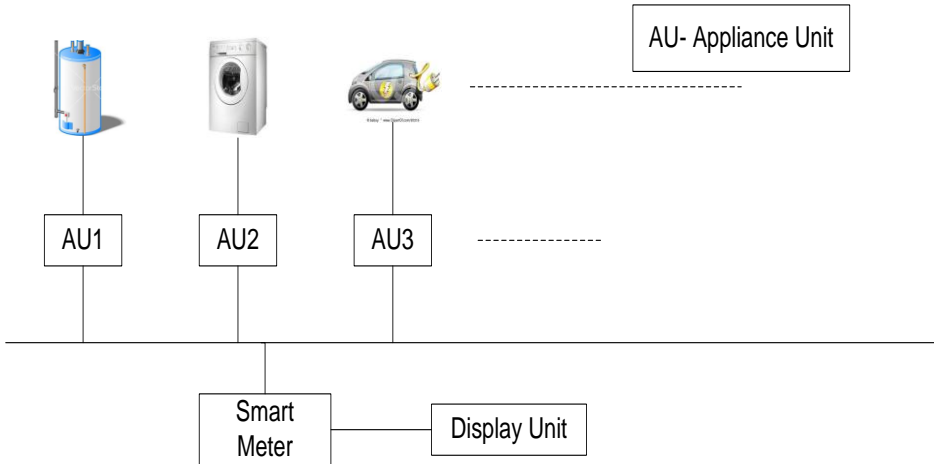 AU- Appliance Unit
AU1
AU2
AU3
Smart
Meter
Display Unit